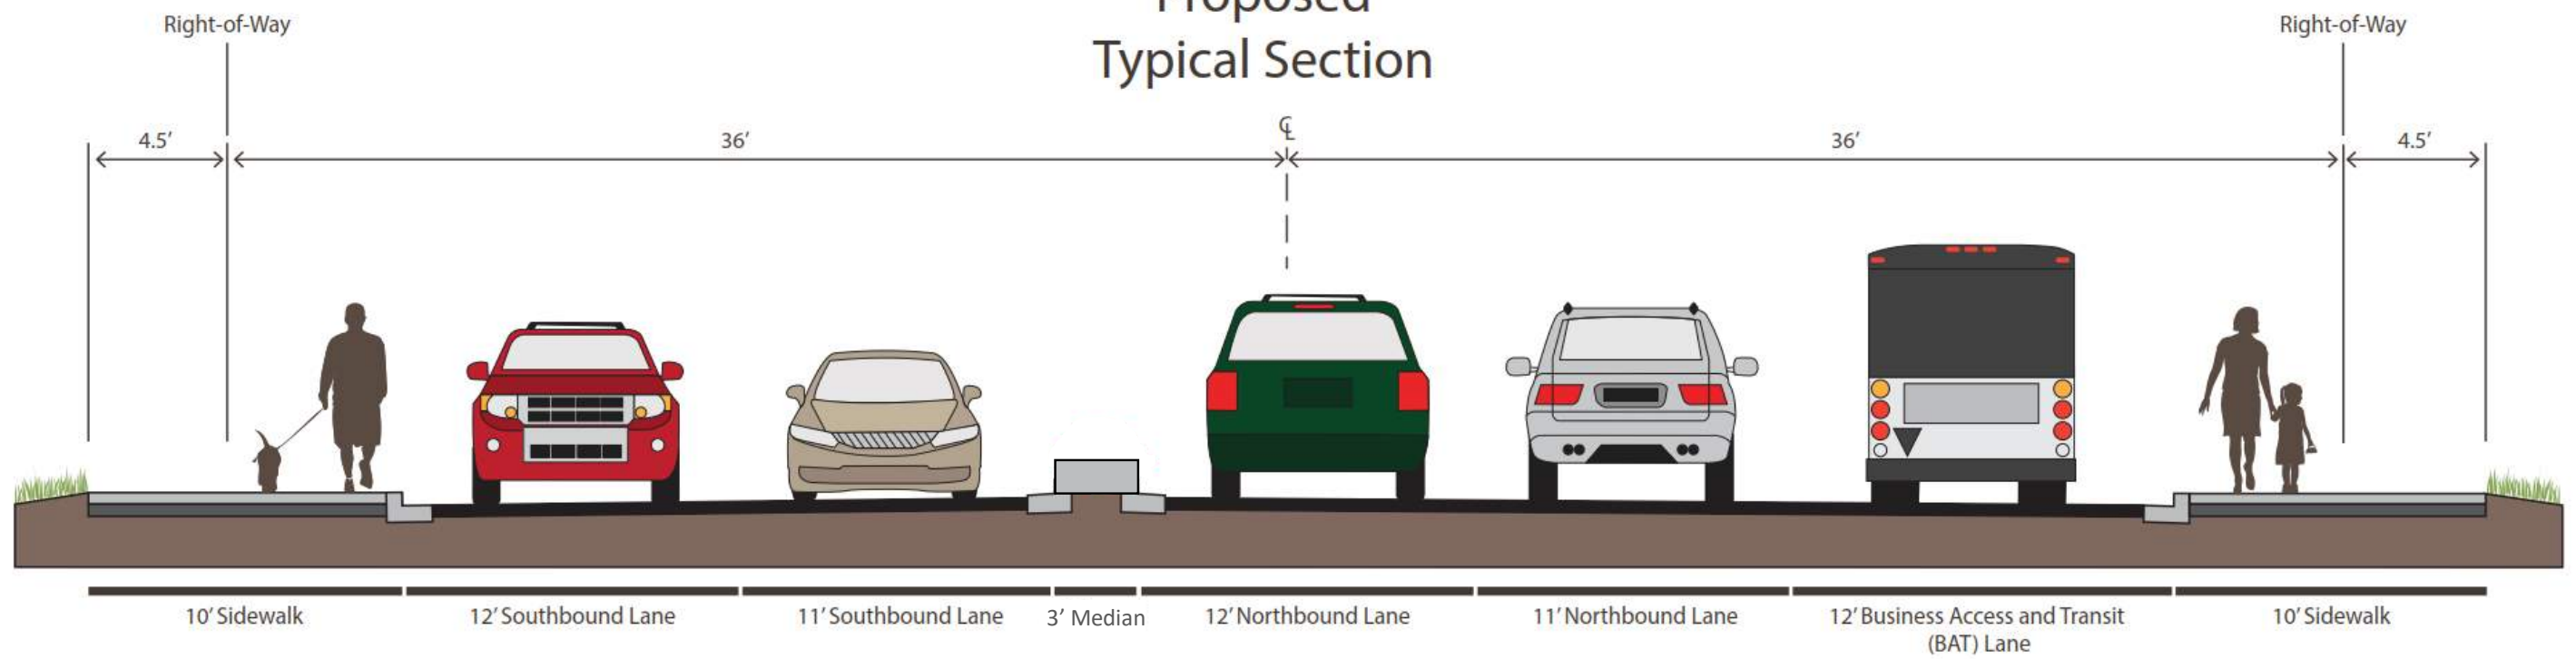 Proposed
Typical Section
Right-of-Way
Right-of-Way
4.5'
36'
℄
36'
4.5'
10' Sidewalk
12' Southbound Lane
11' Southbound Lane
3' Median
12' Northbound Lane
11' Northbound Lane
12' Business Access and Transit
(BAT) Lane
10' Sidewalk